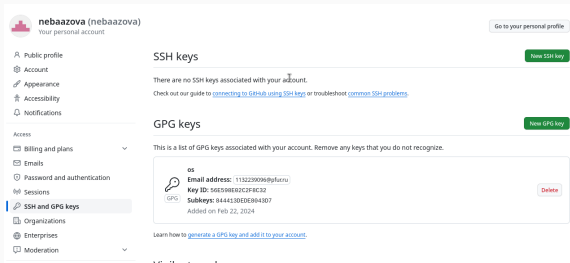 nebaazova (nebaazova)
Your personal account
Go to your personal profile
Public profile
Account
Appearance
Accessibility
Notifications
Access
Billing and plans
Emails
Password and authentication
Sessions
SSH and GPG keys
Organizations
Enterprises
Moderation
SSH keys
New SSH key
There are no SSH keys associated with your account.
Check out our guide to connecting to GitHub using SSH keys or troubleshoot common SSH problems.
GPG keys
New GPG key
This is a list of GPG keys associated with your account. Remove any keys that you do not recognize.
GPG
os
Email address: 1132239096@pfur.ru
Key ID: 56E598E02C2F8C32
Subkeys: 844413DEDE8043D7
Added on Feb 22, 2024
Delete
Learn how to generate a GPG key and add it to your account.